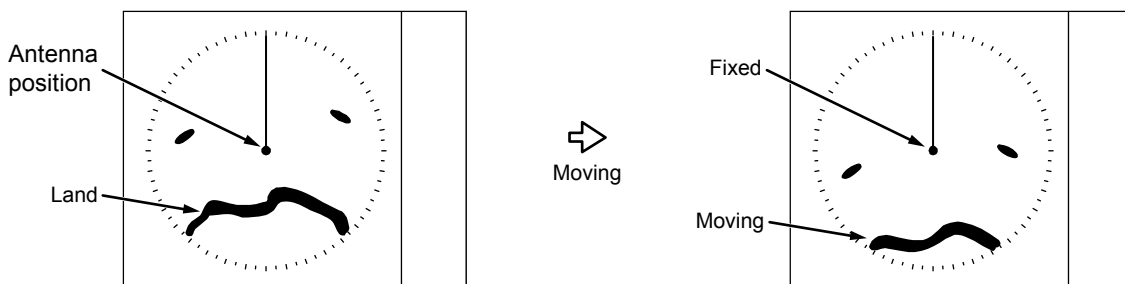 Antenna
position
Land
Moving
Fixed
Moving